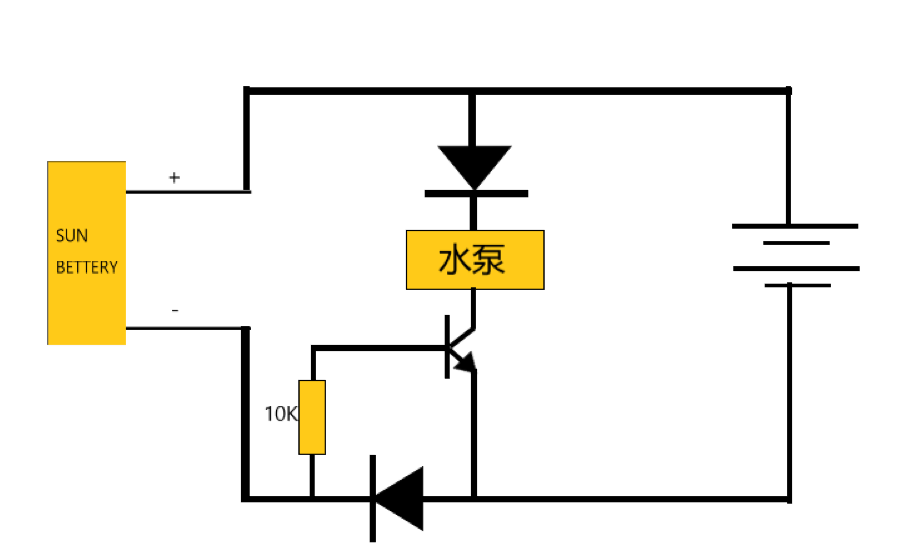 +
SUN
BETTERY
水泵
-
10K